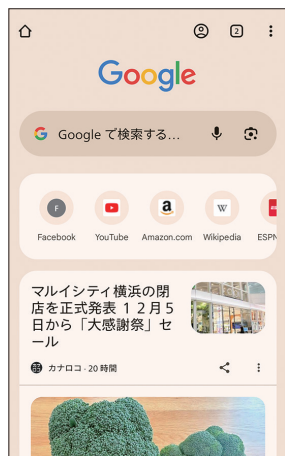 2
Google
G Google で検索する...
F a W
Facebook YouTube Amazon.com Wikipedia ESPN
マルイシティ横浜の閉
店を正式発表 １２月５
日から「大感謝祭」セ
ール
カナロコ · 20 時間